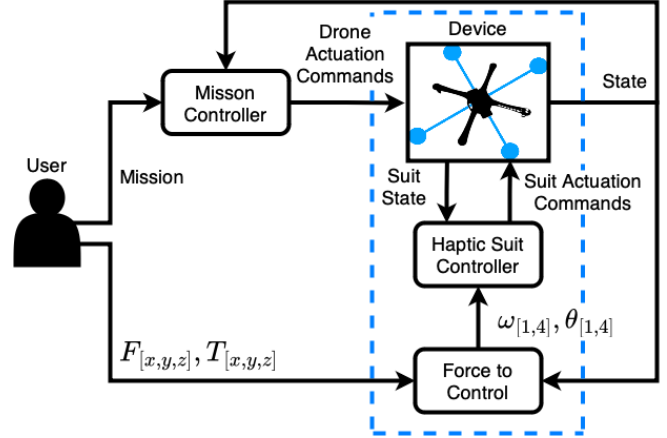 Drone
Actuation
Commands
Device
State
Misson
Controller
User
Mission
Suit
State
Suit Actuation
Commands
Haptic Suit
Controller
ω[1,4], θ[1,4]
F[x,y,z], T[x,y,z]
Force to
Control